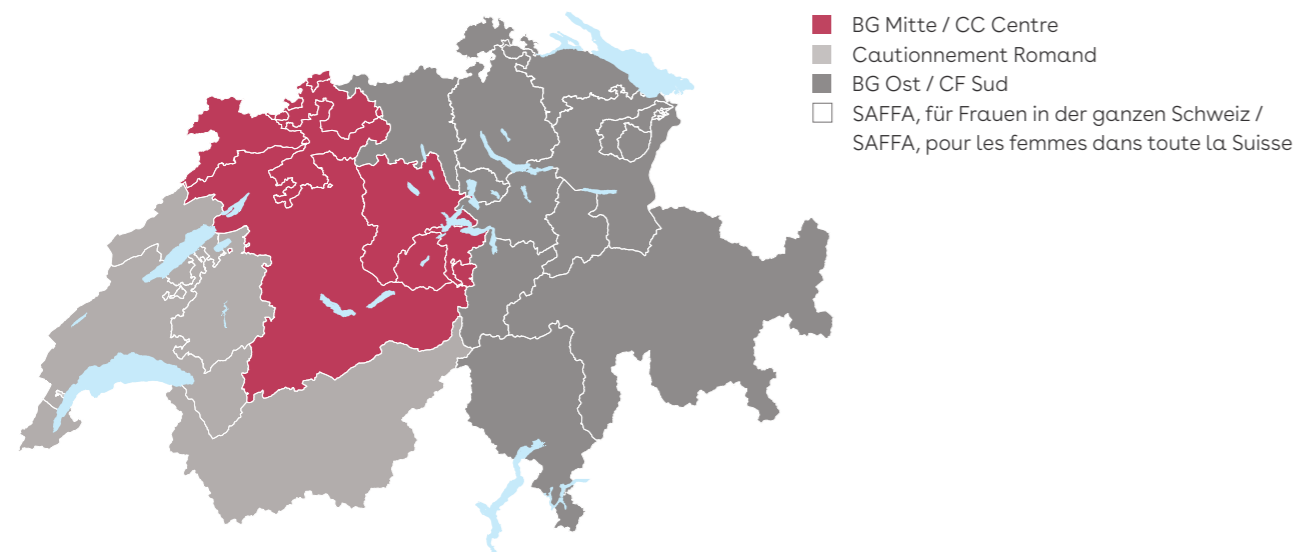 BG Mitte / CC Centre
Cautionnement Romand
BG Ost / CF Sud
SAFFA, für Frauen in der ganzen Schweiz /
SAFFA, pour les femmes dans toute la Suisse